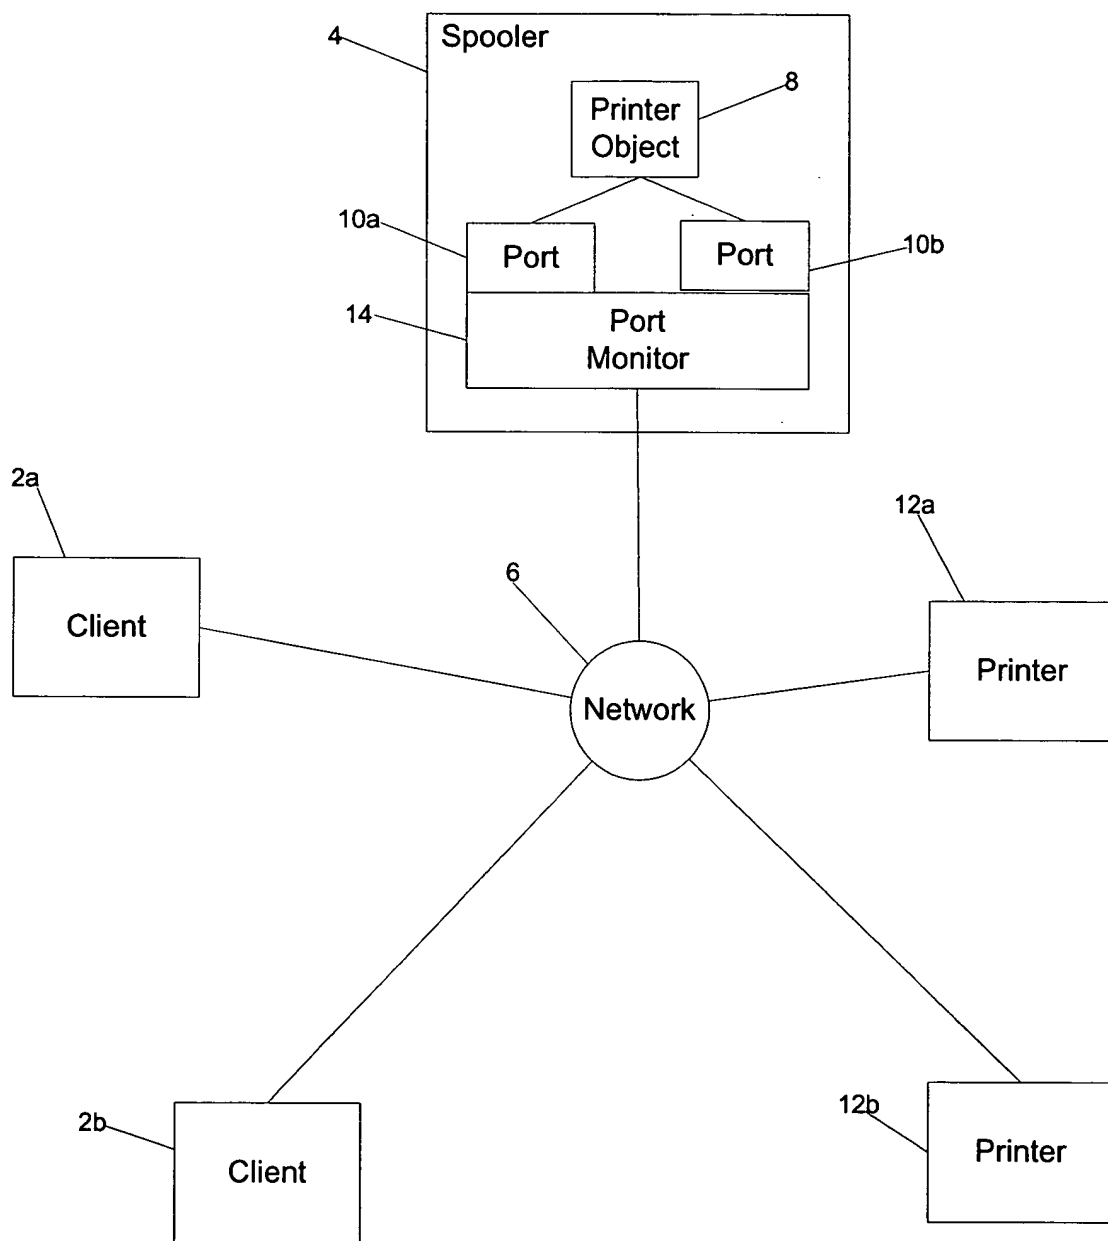 4
Spooler
8
Printer
Object
10a
Port
Port
10b
14
Port
Monitor
2a
12a
6
Client
Printer
Network
2b
12b
Client
Printer